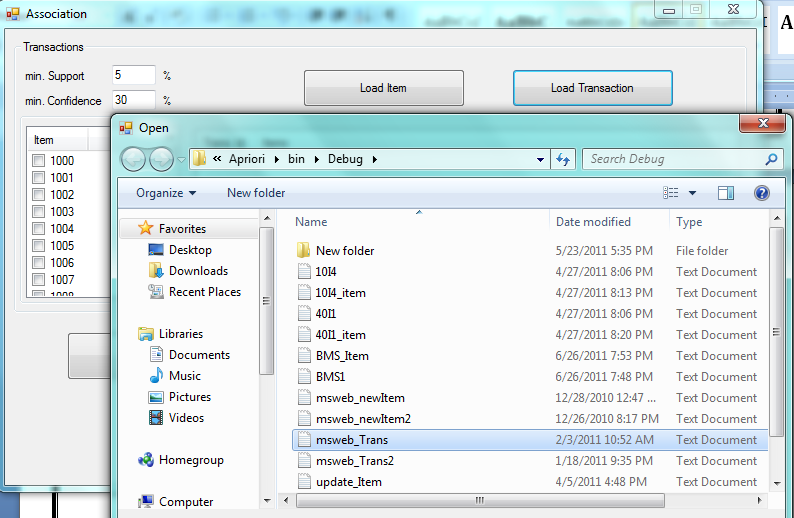 Association
Transactions
min. Support 5 %
min. Confidence 30 %
Load Item
Load Transaction
Item
1000
1001
1002
1003
1004
1005
1006
1007
1008
Open
« Apriori ▸ bin ▸ Debug ▸
Search Debug
Organize
New folder
Name Date modified Type
Favorites
Desktop
Downloads
Recent Places
Libraries
Documents
Music
Pictures
Videos
Homegroup
Computer
New folder 5/23/2011 5:35 PM File folder
10I4 4/27/2011 8:06 PM Text Document
10I4_item 4/27/2011 8:13 PM Text Document
40I1 4/27/2011 8:06 PM Text Document
40I1_item 4/27/2011 8:20 PM Text Document
BMS_Item 6/26/2011 7:53 PM Text Document
BMS1 6/26/2011 7:48 PM Text Document
msweb_newItem 12/28/2010 12:47 ... Text Document
msweb_newItem2 12/26/2010 8:17 PM Text Document
msweb_Trans 2/3/2011 10:52 AM Text Document
msweb_Trans2 1/18/2011 9:35 PM Text Document
update_Item 4/5/2011 4:48 PM Text Document